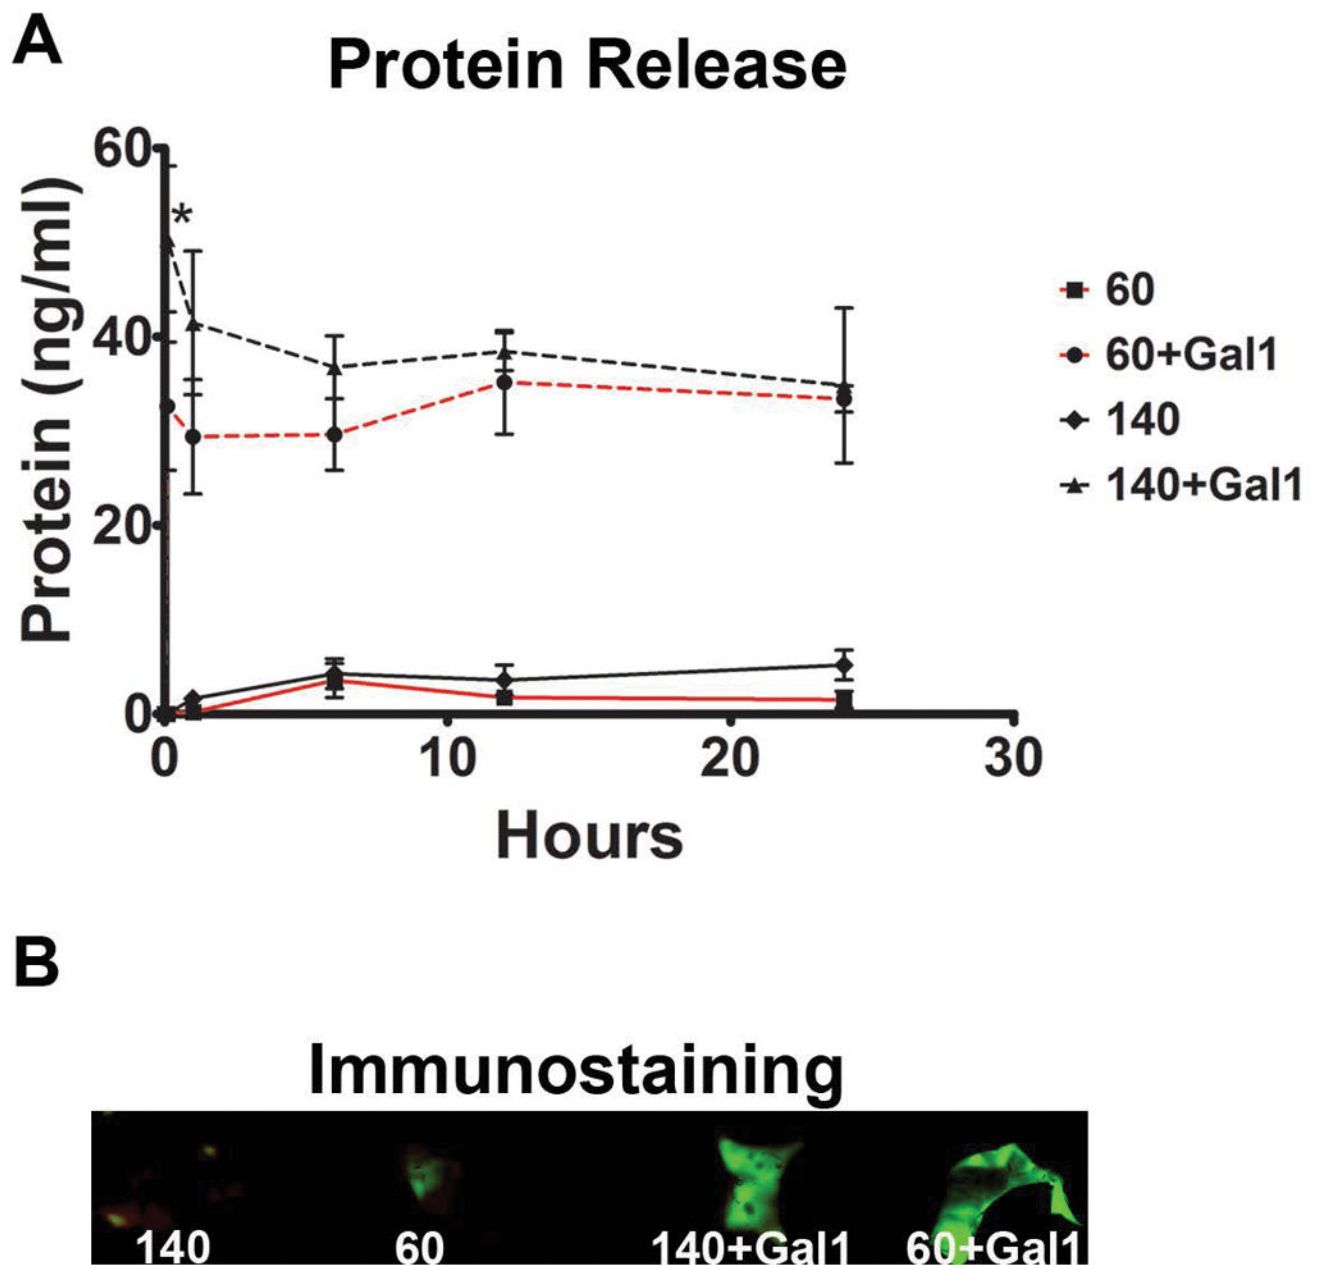 A
Protein Release
Protein (ng/ml)
60
40
20
0
*
0 10 20 30
Hours
60
60+Gal1
140
140+Gal1
B
Immunostaining
140 60 140+Gal1 60+Gal1